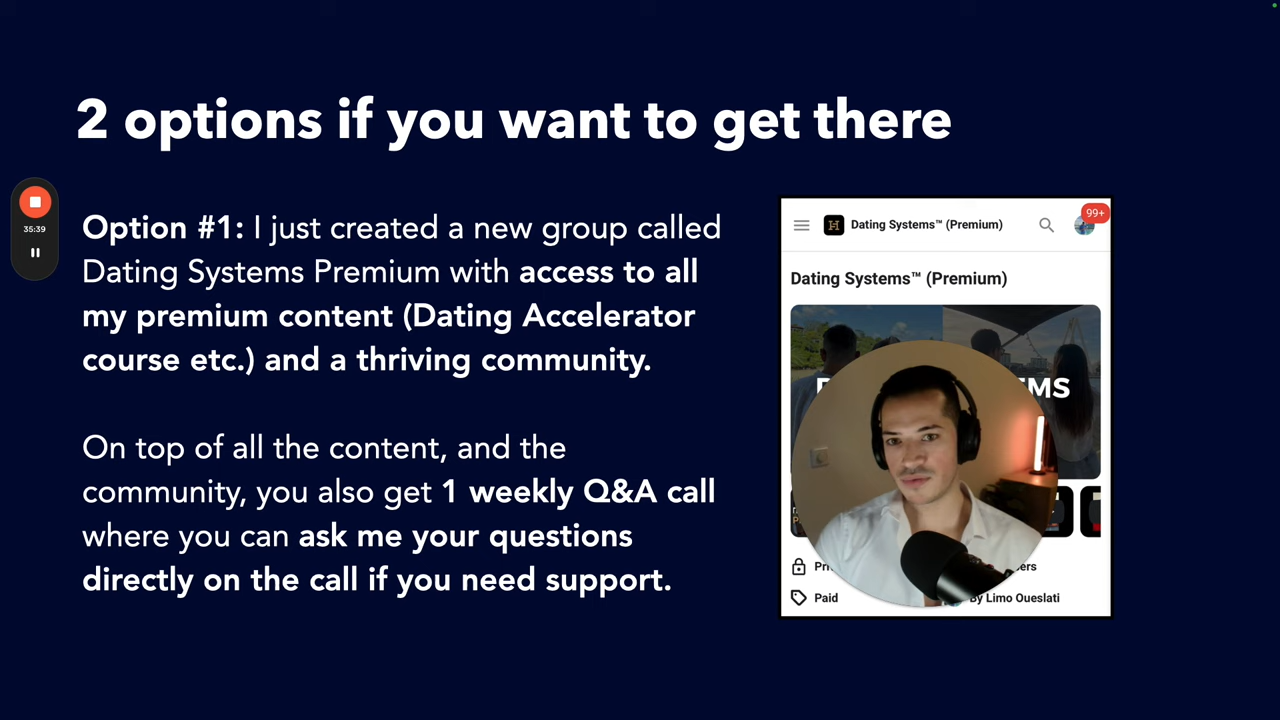 2 options if you want to get there
35:39
Option #1: I just created a new group called
Dating Systems Premium with access to all
my premium content (Dating Accelerator
course etc.) and a thriving community.
On top of all the content, and the
community, you also get 1 weekly Q&A call
where you can ask me your questions
directly on the call if you need support.
99+
Dating Systems™ (Premium)
Dating Systems™ (Premium)
Paid
By Limo Oueslati